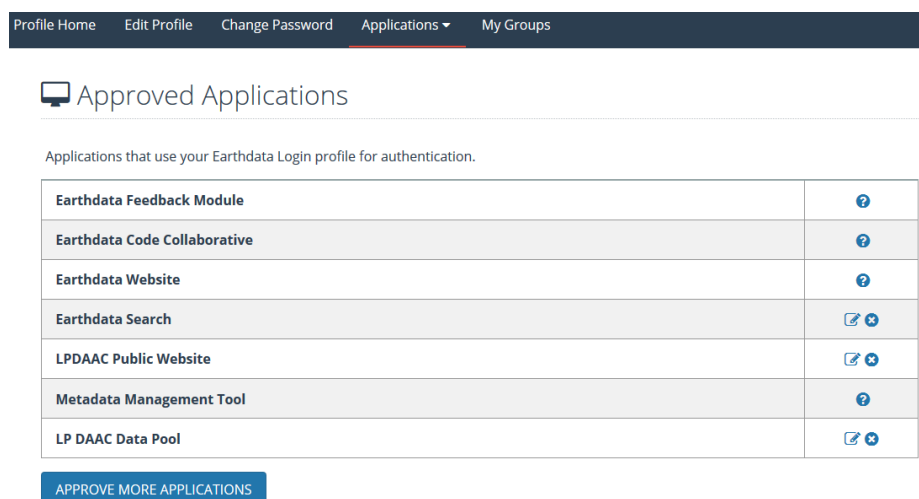 Profile Home Edit Profile Change Password Applications My Groups
Approved Applications
Applications that use your Earthdata Login profile for authentication.
Earthdata Feedback Module
Earthdata Code Collaborative
Earthdata Website
Earthdata Search
LPDAAC Public Website
Metadata Management Tool
LP DAAC Data Pool
APPROVE MORE APPLICATIONS